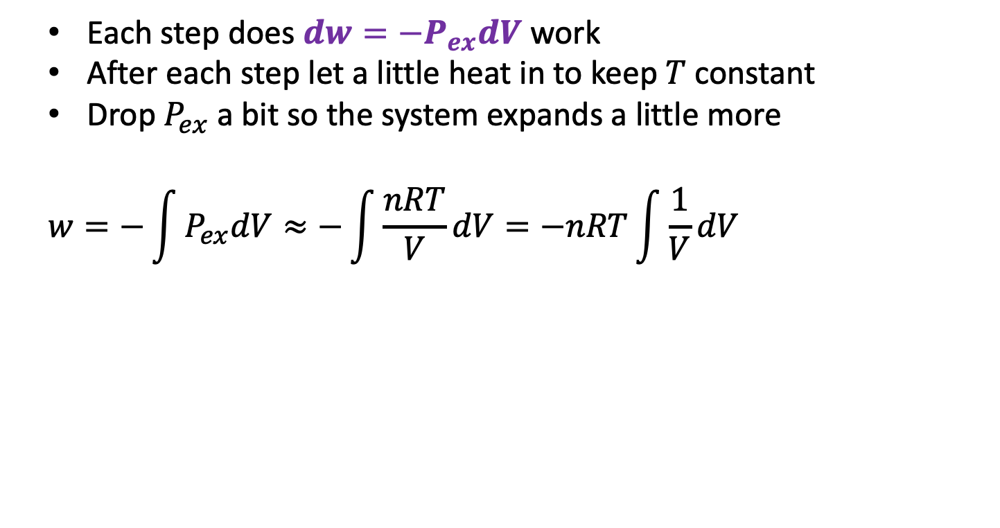 • Each step does $dw = -P_{ex}dV$ work
• After each step let a little heat in to keep $T$ constant
• Drop $P_{ex}$ a bit so the system expands a little more
$w = -\int P_{ex}dV \approx -\int \frac{nRT}{V}dV = -nRT\int \frac{1}{V}dV$